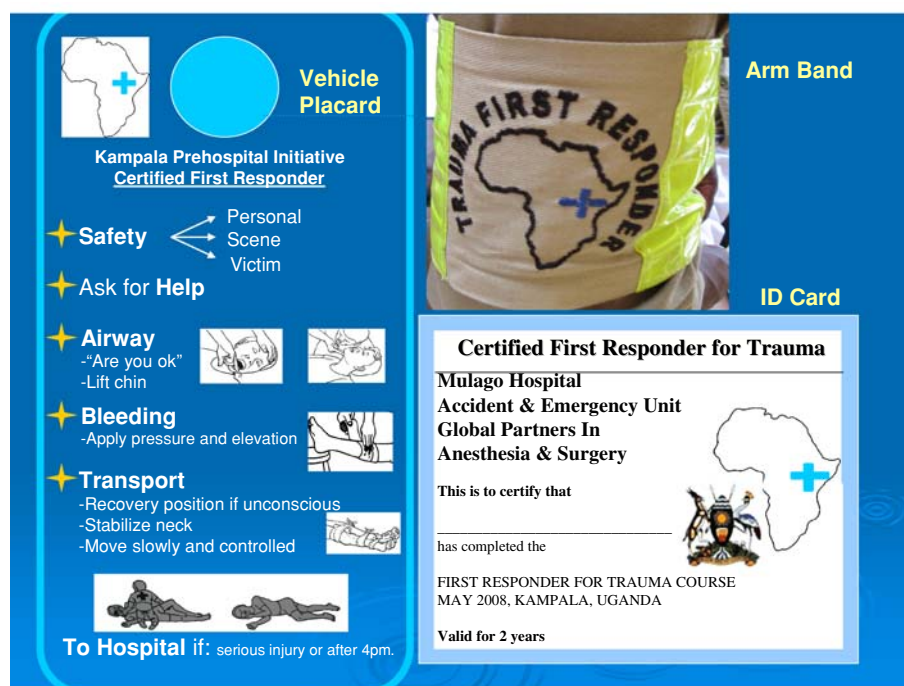 Vehicle
Placard
Kampala Prehospital Initiative
Certified First Responder
Safety
Personal
Scene
Victim
Ask for Help
Airway
-“Are you ok”
-Lift chin
Bleeding
-Apply pressure and elevation
Transport
-Recovery position if unconscious
-Stabilize neck
-Move slowly and controlled
To Hospital if: serious injury or after 4pm.
Arm Band
TRAUMA FIRST RESPONDER
ID Card
Certified First Responder for Trauma
Mulago Hospital
Accident & Emergency Unit
Global Partners In
Anesthesia & Surgery
This is to certify that
has completed the
FIRST RESPONDER FOR TRAUMA COURSE
MAY 2008, KAMPALA, UGANDA
Valid for 2 years